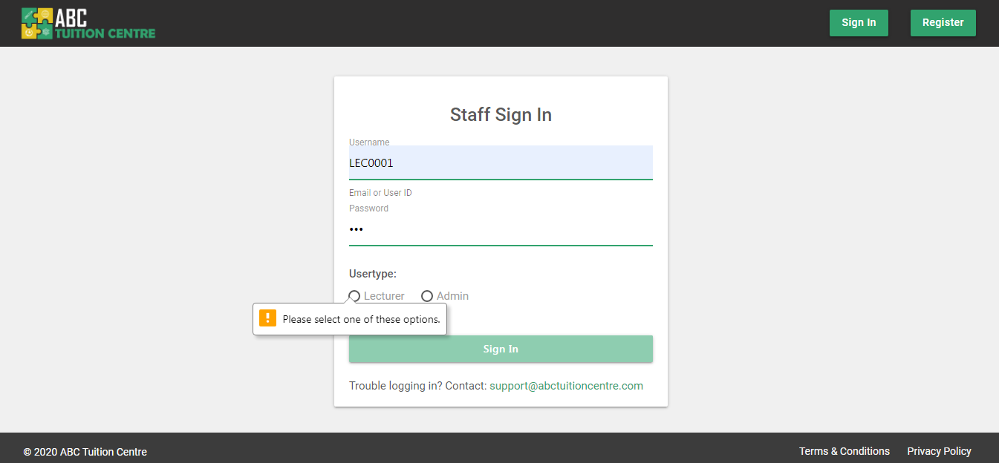 ABC
TUITION CENTRE
Sign In
Register
Staff Sign In
Username
LEC0001
Email or User ID
Password
•••
Usertype:
Lecturer
Admin
Please select one of these options.
Sign In
Trouble logging in? Contact: support@abctuitioncentre.com
© 2020 ABC Tuition Centre
Terms & Conditions
Privacy Policy